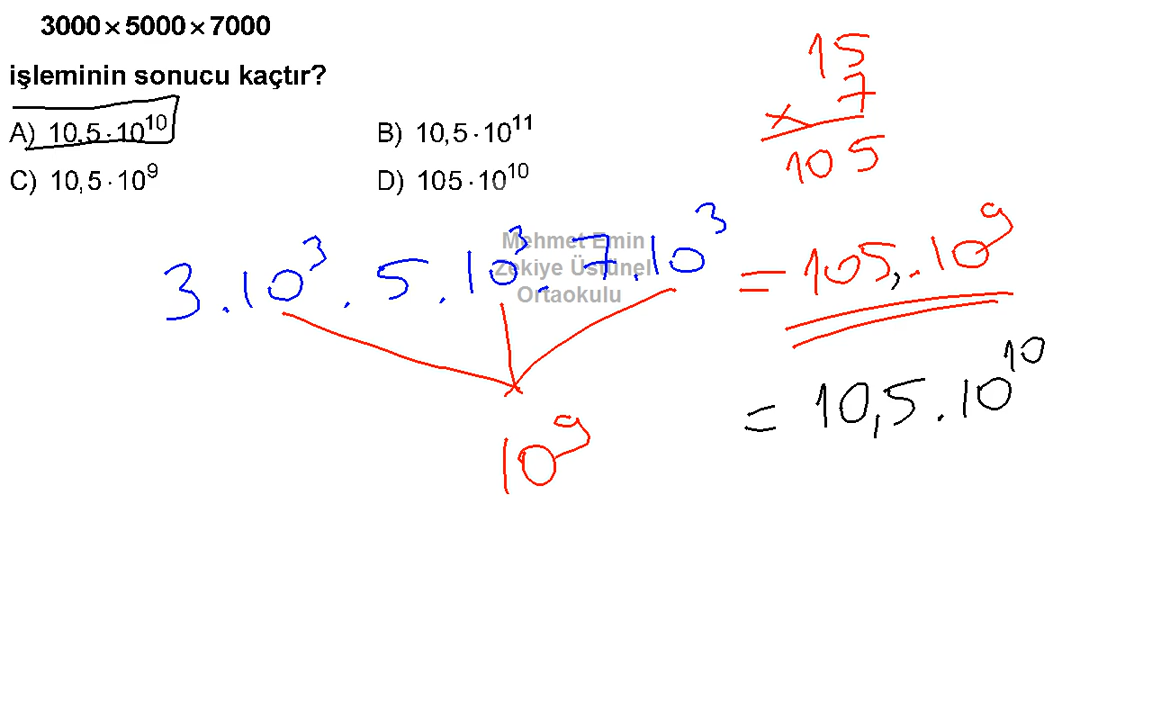 3000×5000×7000
işleminin sonucu kaçtır?
A) 10,5·10¹⁰
B) 10,5·10¹¹
C) 10,5·10⁹
D) 105·10¹⁰
15
× 7
105
3.10³ . 5.10³ . 7.10³ = 105,.10⁹
Mehmet Emin
Zekiye Üstünel
Ortaokulu
10⁹
= 10,5.10¹⁰